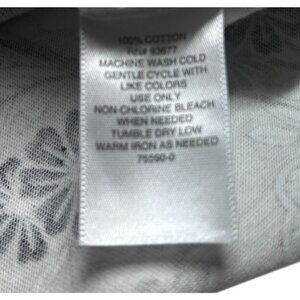 100% COTTON
RN# 93677
MACHINE WASH COLD
GENTLE CYCLE WITH
LIKE COLORS
USE ONLY
NON-CHLORINE BLEACH
WHEN NEEDED
TUMBLE DRY LOW
WARM IRON AS NEEDED
75590-0